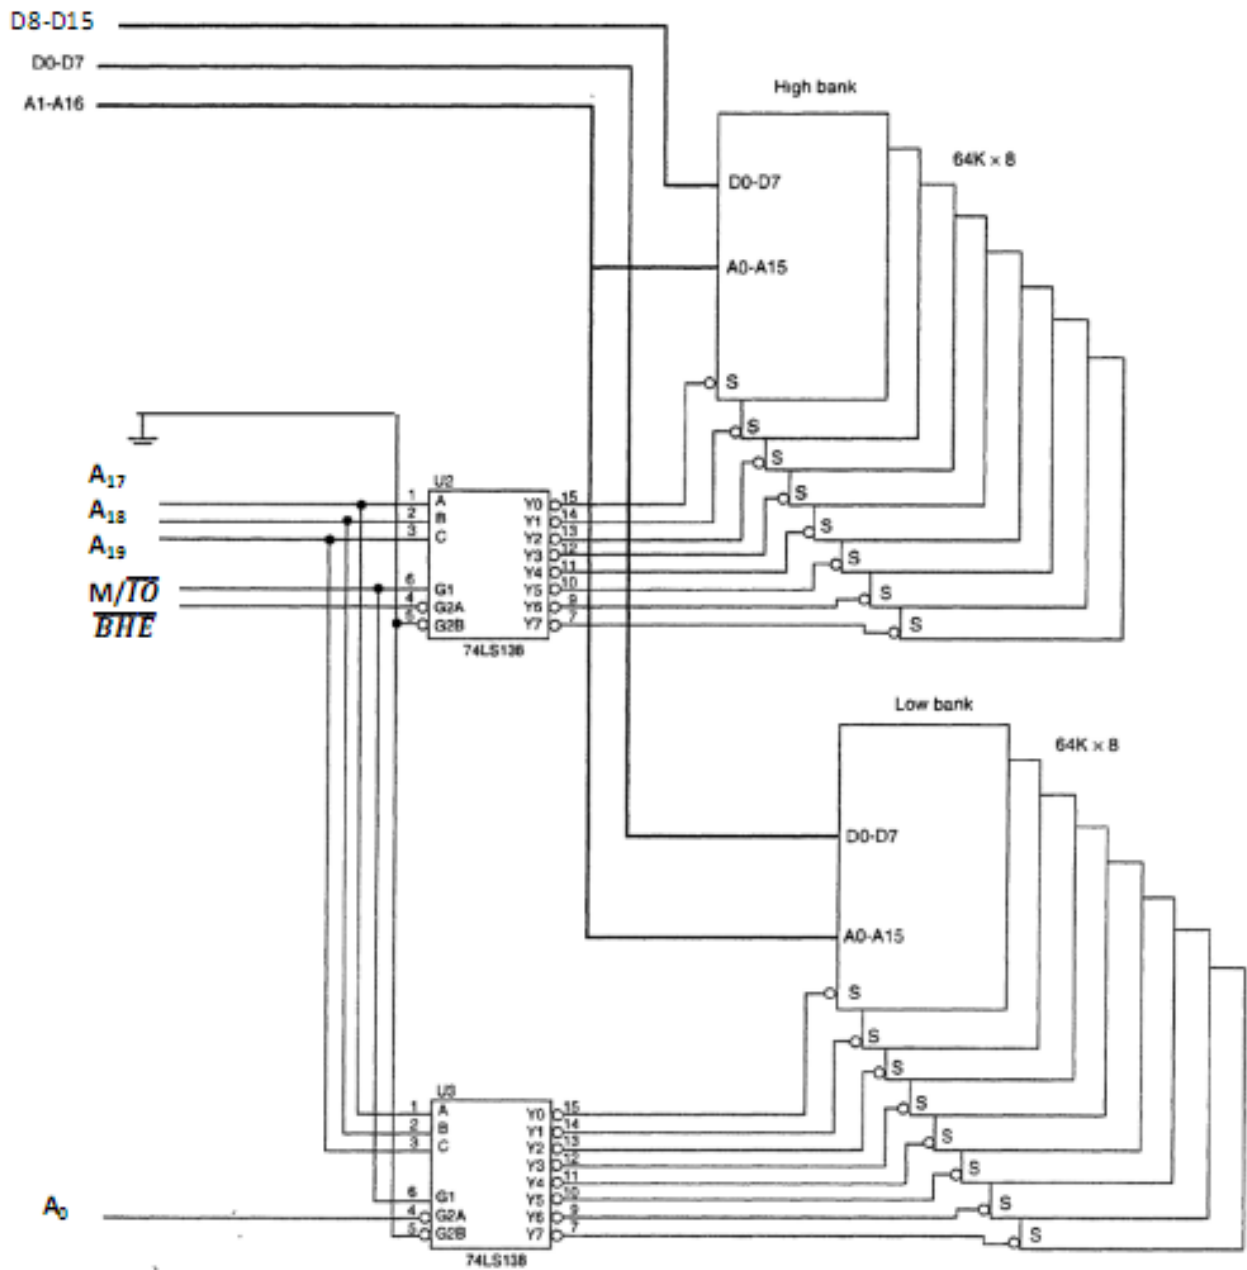 D8-D15
D0-D7
A1-A16
High bank
64K × 8
D0-D7
A0-A15
S
S
S
S
S
S
S
S
A17
A18
A19
M/IO
BHE
U2
1 A Y0 15
2 B Y1 14
3 C Y2 13
Y3 12
Y4 11
6 G1 Y5 10
4 G2A Y6 9
5 G2B Y7 7
74LS138
Low bank
64K × 8
D0-D7
A0-A15
S
S
S
S
S
S
S
S
U3
1 A Y0 15
2 B Y1 14
3 C Y2 13
Y3 12
Y4 11
6 G1 Y5 10
4 G2A Y6 9
5 G2B Y7 7
74LS138
A0